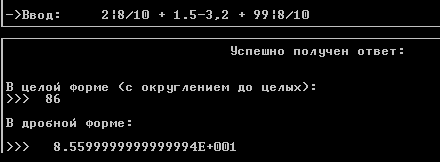 ->Ввод: 2¦8/10 + 1.5-3,2 + 99¦8/10
Успешно получен ответ:
В целой форме (с округлением до целых):
>>> 86
В дробной форме:
>>> 8.5599999999999994E+001